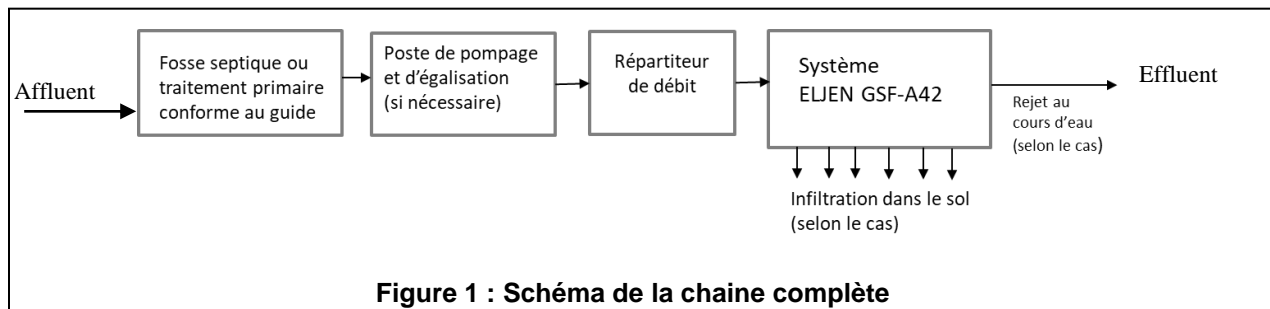 Affluent
Fosse septique ou
traitement primaire
conforme au guide
Poste de pompage
et d'égalisation
(si nécessaire)
Répartiteur
de débit
Système
ELJEN GSF-A42
Effluent
Rejet au
cours d'eau
(selon le cas)
Infiltration dans le sol
(selon le cas)
Figure 1 : Schéma de la chaine complète